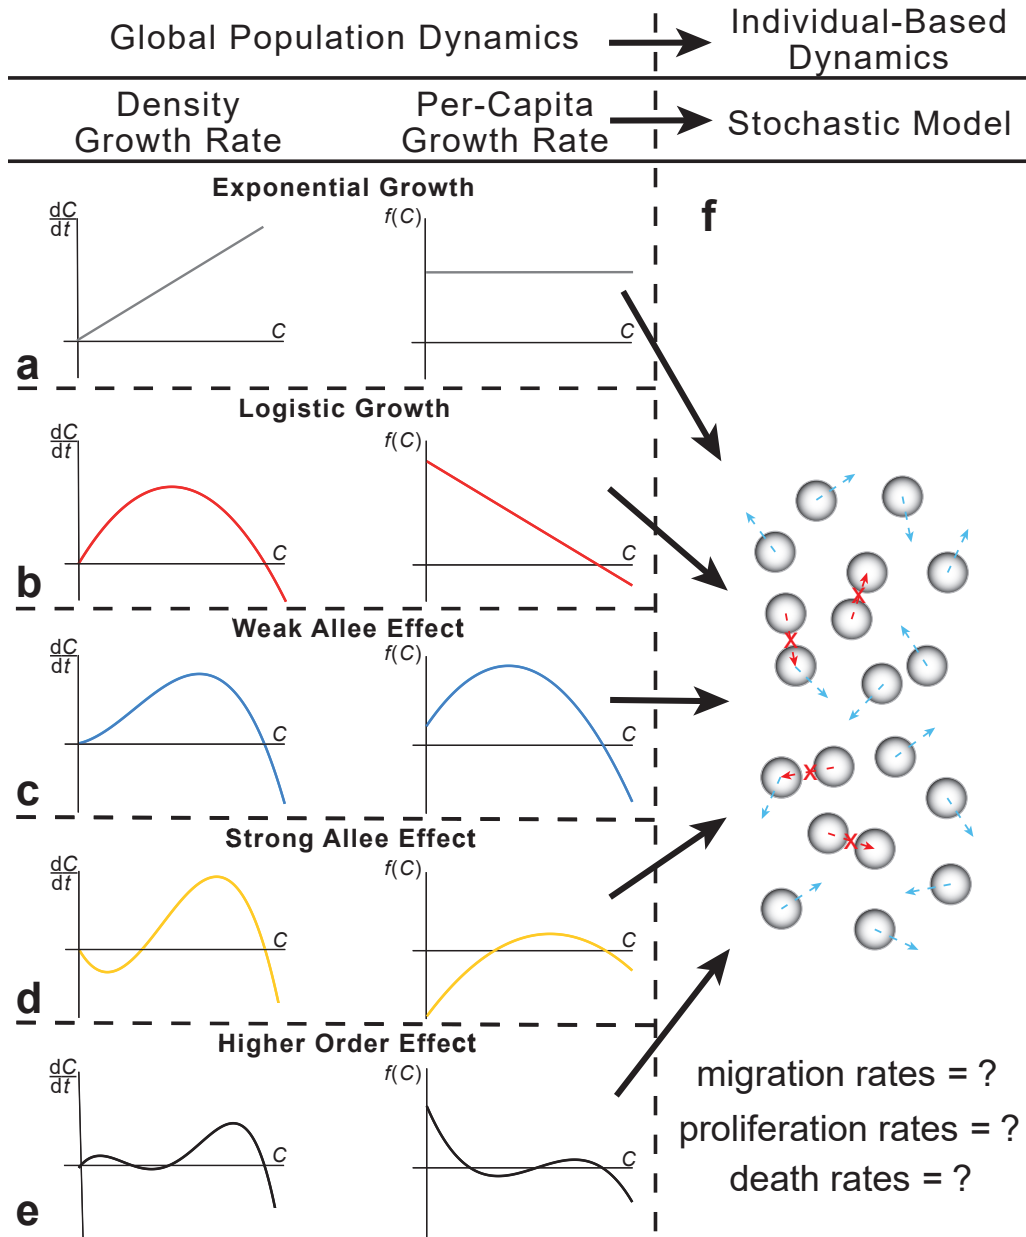 Global Population Dynamics
Individual-Based
Dynamics
Density
Growth Rate
Per-Capita
Growth Rate
Stochastic Model
Exponential Growth
dC
dt
C
f(C)
C
a
f
Logistic Growth
dC
dt
C
f(C)
C
b
Weak Allee Effect
dC
dt
C
f(C)
C
c
Strong Allee Effect
dC
dt
C
f(C)
C
d
Higher Order Effect
dC
dt
C
f(C)
C
e
X
X
X
X
migration rates = ?
proliferation rates = ?
death rates = ?